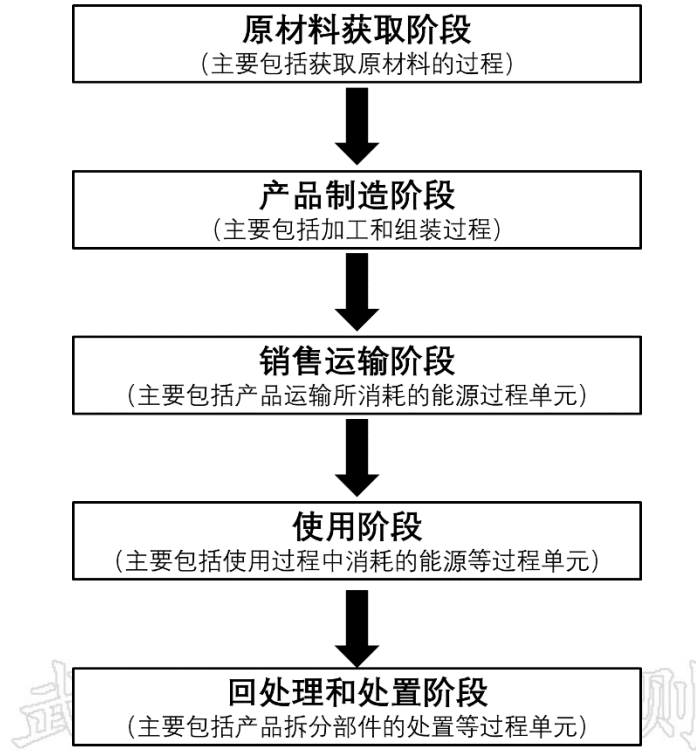 原材料获取阶段
（主要包括获取原材料的过程）
产品制造阶段
（主要包括加工和组装过程）
销售运输阶段
（主要包括产品运输所消耗的能源过程单元）
使用阶段
（主要包括使用过程中消耗的能源等过程单元）
回处理和处置阶段
（主要包括产品拆分部件的处置等过程单元）
武
则